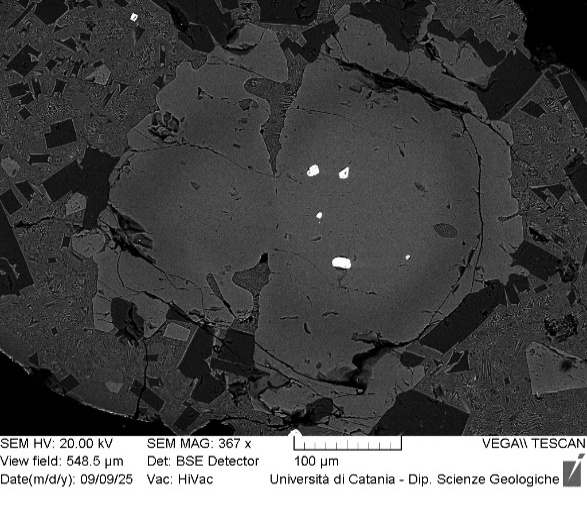 SEM HV: 20.00 kV SEM MAG: 367 x VEGA\\ TESCAN
View field: 548.5 µm Det: BSE Detector 100 µm
Date(m/d/y): 09/09/25 Vac: HiVac Università di Catania - Dip. Scienze Geologiche